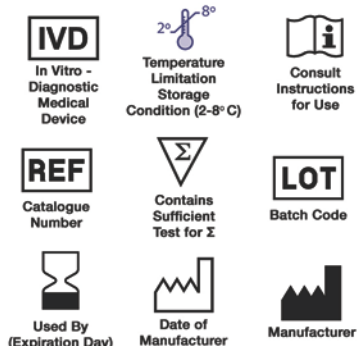 IVD
In Vitro -
Diagnostic
Medical
Device
2° 8°
Temperature
Limitation
Storage
Condition (2-8°C)
i
Consult
Instructions
for Use
REF
Catalogue
Number
Σ
Contains
Sufficient
Test for Σ
LOT
Batch Code
Used By
(Expiration Day)
Date of
Manufacturer
Manufacturer